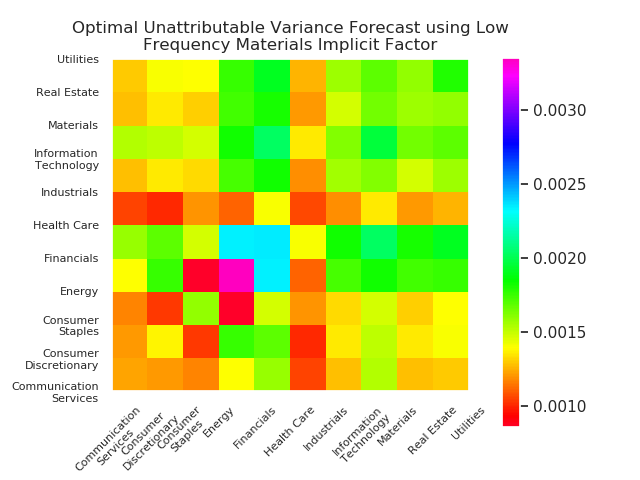 Optimal Unattributable Variance Forecast using Low
Frequency Materials Implicit Factor
Utilities
Real Estate
Materials
Information
Technology
Industrials
Health Care
Financials
Energy
Consumer
Staples
Consumer
Discretionary
Communication
Services
0.0030
0.0025
0.0020
0.0015
0.0010
Communication
Services
Consumer
Discretionary
Consumer
Staples
Energy
Financials
Health Care
Industrials
Information
Technology
Materials
Real Estate
Utilities